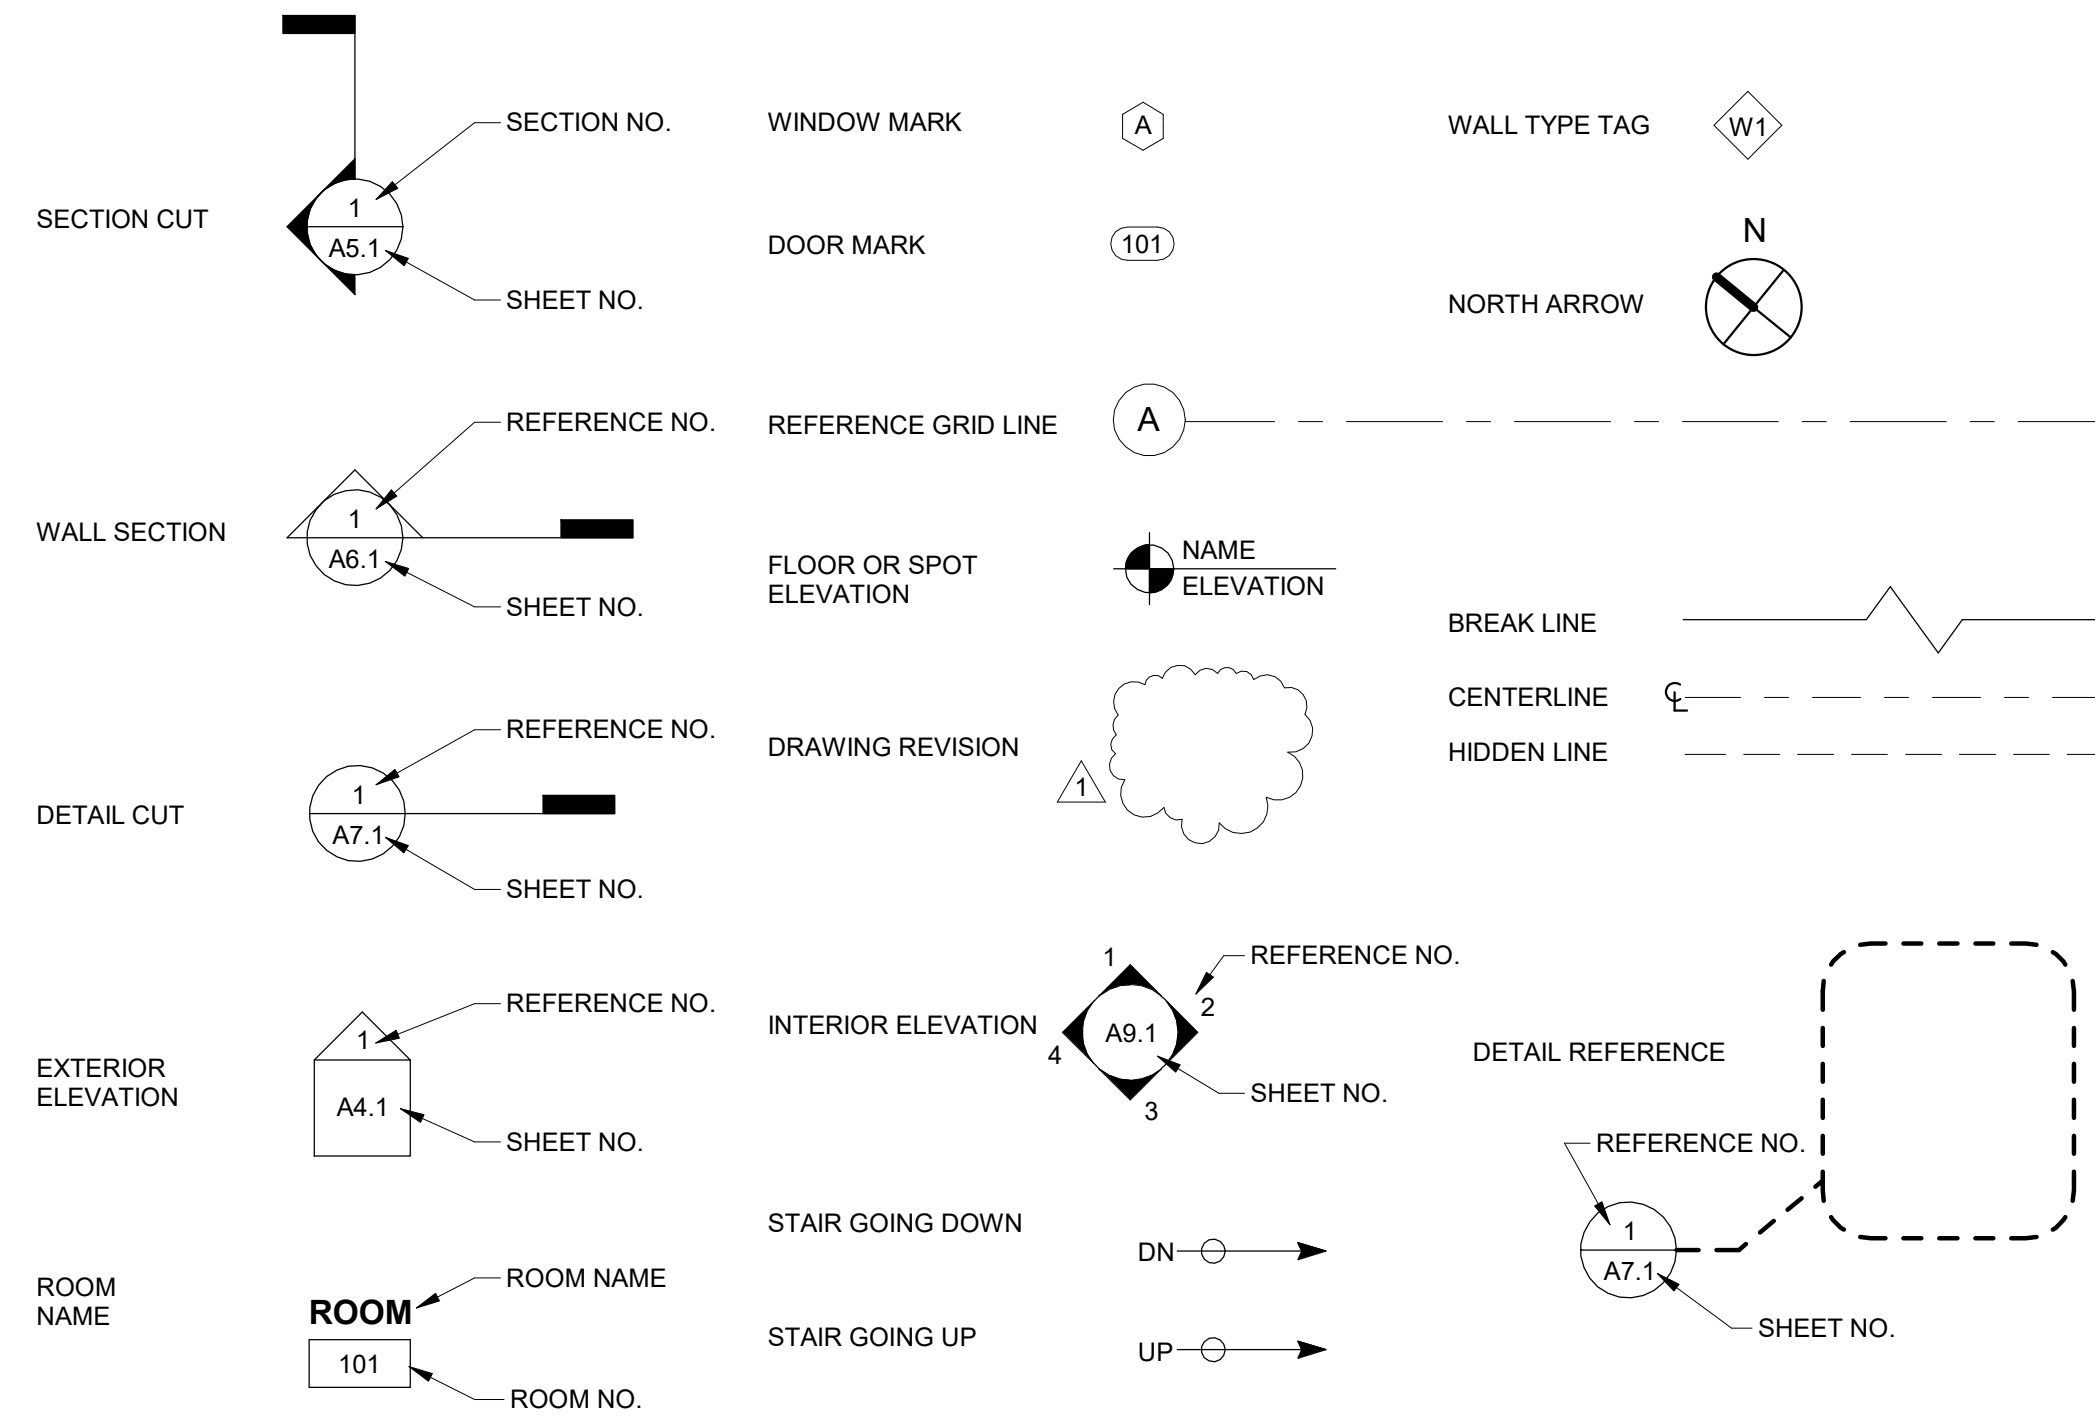 SECTION CUT
1
A5.1
SECTION NO.
SHEET NO.
WALL SECTION
1
A6.1
REFERENCE NO.
SHEET NO.
DETAIL CUT
1
A7.1
REFERENCE NO.
SHEET NO.
EXTERIOR
ELEVATION
1
A4.1
REFERENCE NO.
SHEET NO.
ROOM
NAME
ROOM
101
ROOM NAME
ROOM NO.
WINDOW MARK
A
DOOR MARK
101
REFERENCE GRID LINE
A
FLOOR OR SPOT
ELEVATION
NAME
ELEVATION
DRAWING REVISION
1
INTERIOR ELEVATION
1
2
3
4
A9.1
REFERENCE NO.
SHEET NO.
STAIR GOING DOWN
DN
STAIR GOING UP
UP
WALL TYPE TAG
W1
NORTH ARROW
N
BREAK LINE
CENTERLINE
℄
HIDDEN LINE
DETAIL REFERENCE
REFERENCE NO.
1
A7.1
SHEET NO.